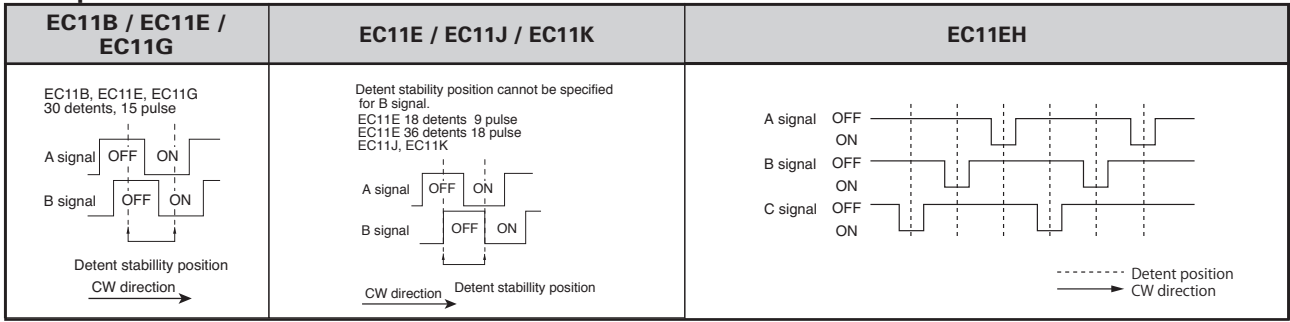 EC11B / EC11E /
EC11G
EC11E / EC11J / EC11K
EC11EH
EC11B, EC11E, EC11G
30 detents, 15 pulse
A signal OFF ON
B signal OFF ON
Detent stabillity position
CW direction
Detent stability position cannot be specified
for B signal.
EC11E 18 detents 9 pulse
EC11E 36 detents 18 pulse
EC11J, EC11K
A signal OFF ON
B signal OFF ON
CW direction Detent stabillity position
A signal OFF
ON
B signal OFF
ON
C signal OFF
ON
Detent position
CW direction